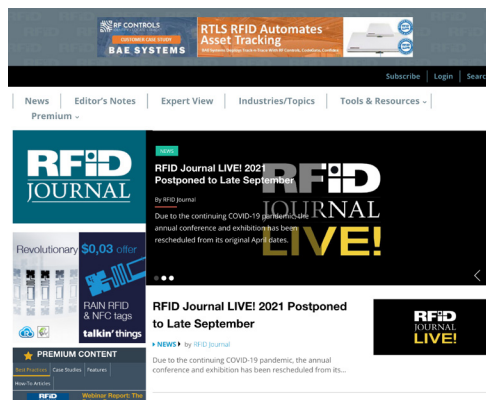 RF CONTROLS
CUSTOMER CASE STUDY
BAE SYSTEMS
RTLS RFID Automates
Asset Tracking
Subscribe Login Searc
News Editor's Notes Expert View Industries/Topics Tools & Resources
Premium
RFID
JOURNAL
NEWS
RFID Journal LIVE! 2021
Postponed to Late September
By RFID Journal
Due to the continuing COVID-19 pandemic, the
annual conference and exhibition has been
rescheduled from its original April dates.
RFID
JOURNAL
LIVE!
Revolutionary $0,03 offer
RAIN RFID
& NFC tags
talkin' things
RFID Journal LIVE! 2021 Postponed
to Late September
NEWS by RFID Journal
Due to the continuing COVID-19 pandemic, the annual
conference and exhibition has been rescheduled from its...
RFID
JOURNAL
LIVE!
PREMIUM CONTENT
Best Practices Case Studies Features
How-To Articles
RFID
Webinar Report: The